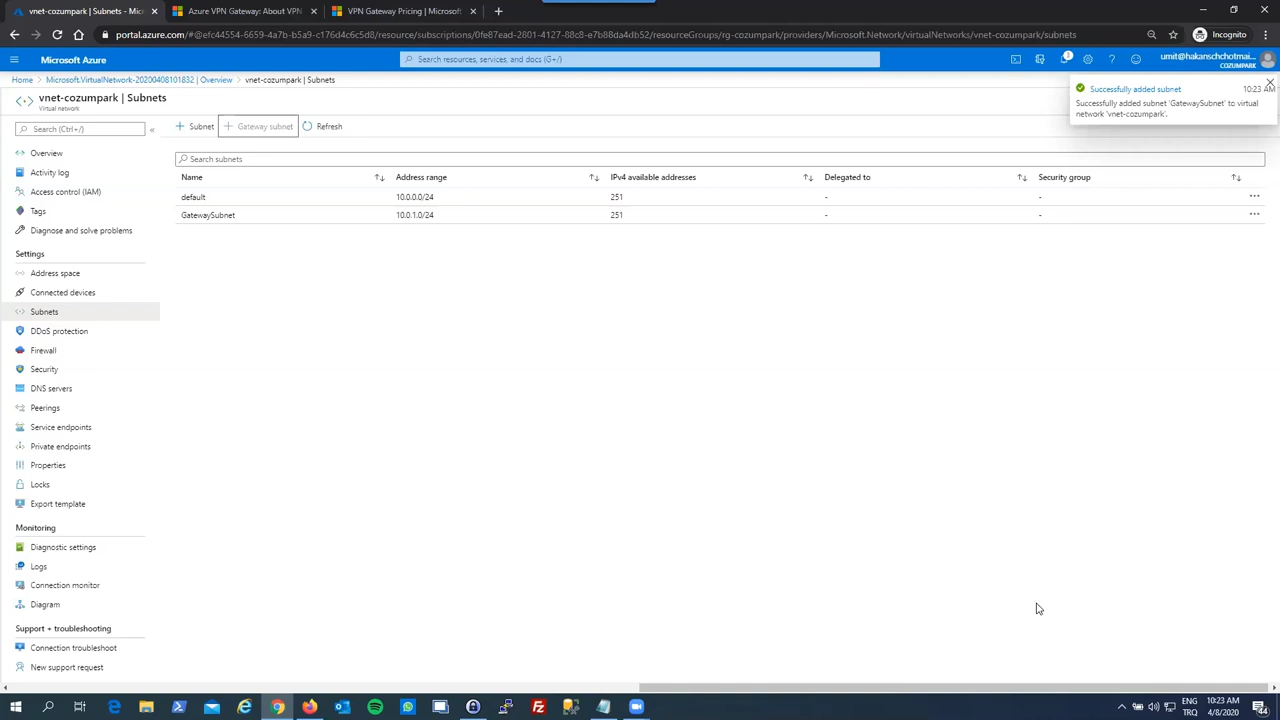 vnet-cozumpark | Subnets - Micr
Azure VPN Gateway: About VPN
VPN Gateway Pricing | Microsoft
portal.azure.com/#@efc44554-6659-4a7b-b5a9-c176d4c6c5d8/resource/subscriptions/0fe87ead-2801-4127-88c8-e7b88da4db52/resourceGroups/rg-cozumpark/providers/Microsoft.Network/virtualNetworks/vnet-cozumpark/subnets
Incognito
Microsoft Azure
Search resources, services, and docs (G+/)
1
umit@hakanschchotmai...
COZUMPARK
Home > Microsoft.VirtualNetwork-20200408101832 | Overview > vnet-cozumpark | Subnets
vnet-cozumpark | Subnets
Virtual network
Successfully added subnet 10:23 AM
Successfully added subnet 'GatewaySubnet' to virtual
network 'vnet-cozumpark'.
Search (Ctrl+/)
«
+ Subnet + Gateway subnet Refresh
Search subnets
Name Address range IPv4 available addresses Delegated to Security group
default 10.0.0.0/24 251 - - ...
GatewaySubnet 10.0.1.0/24 251 - - ...
Overview
Activity log
Access control (IAM)
Tags
Diagnose and solve problems
Settings
Address space
Connected devices
Subnets
DDoS protection
Firewall
Security
DNS servers
Peerings
Service endpoints
Private endpoints
Properties
Locks
Export template
Monitoring
Diagnostic settings
Logs
Connection monitor
Diagram
Support + troubleshooting
Connection troubleshoot
New support request
ENG 10:23 AM
TRQ 4/8/2020
44